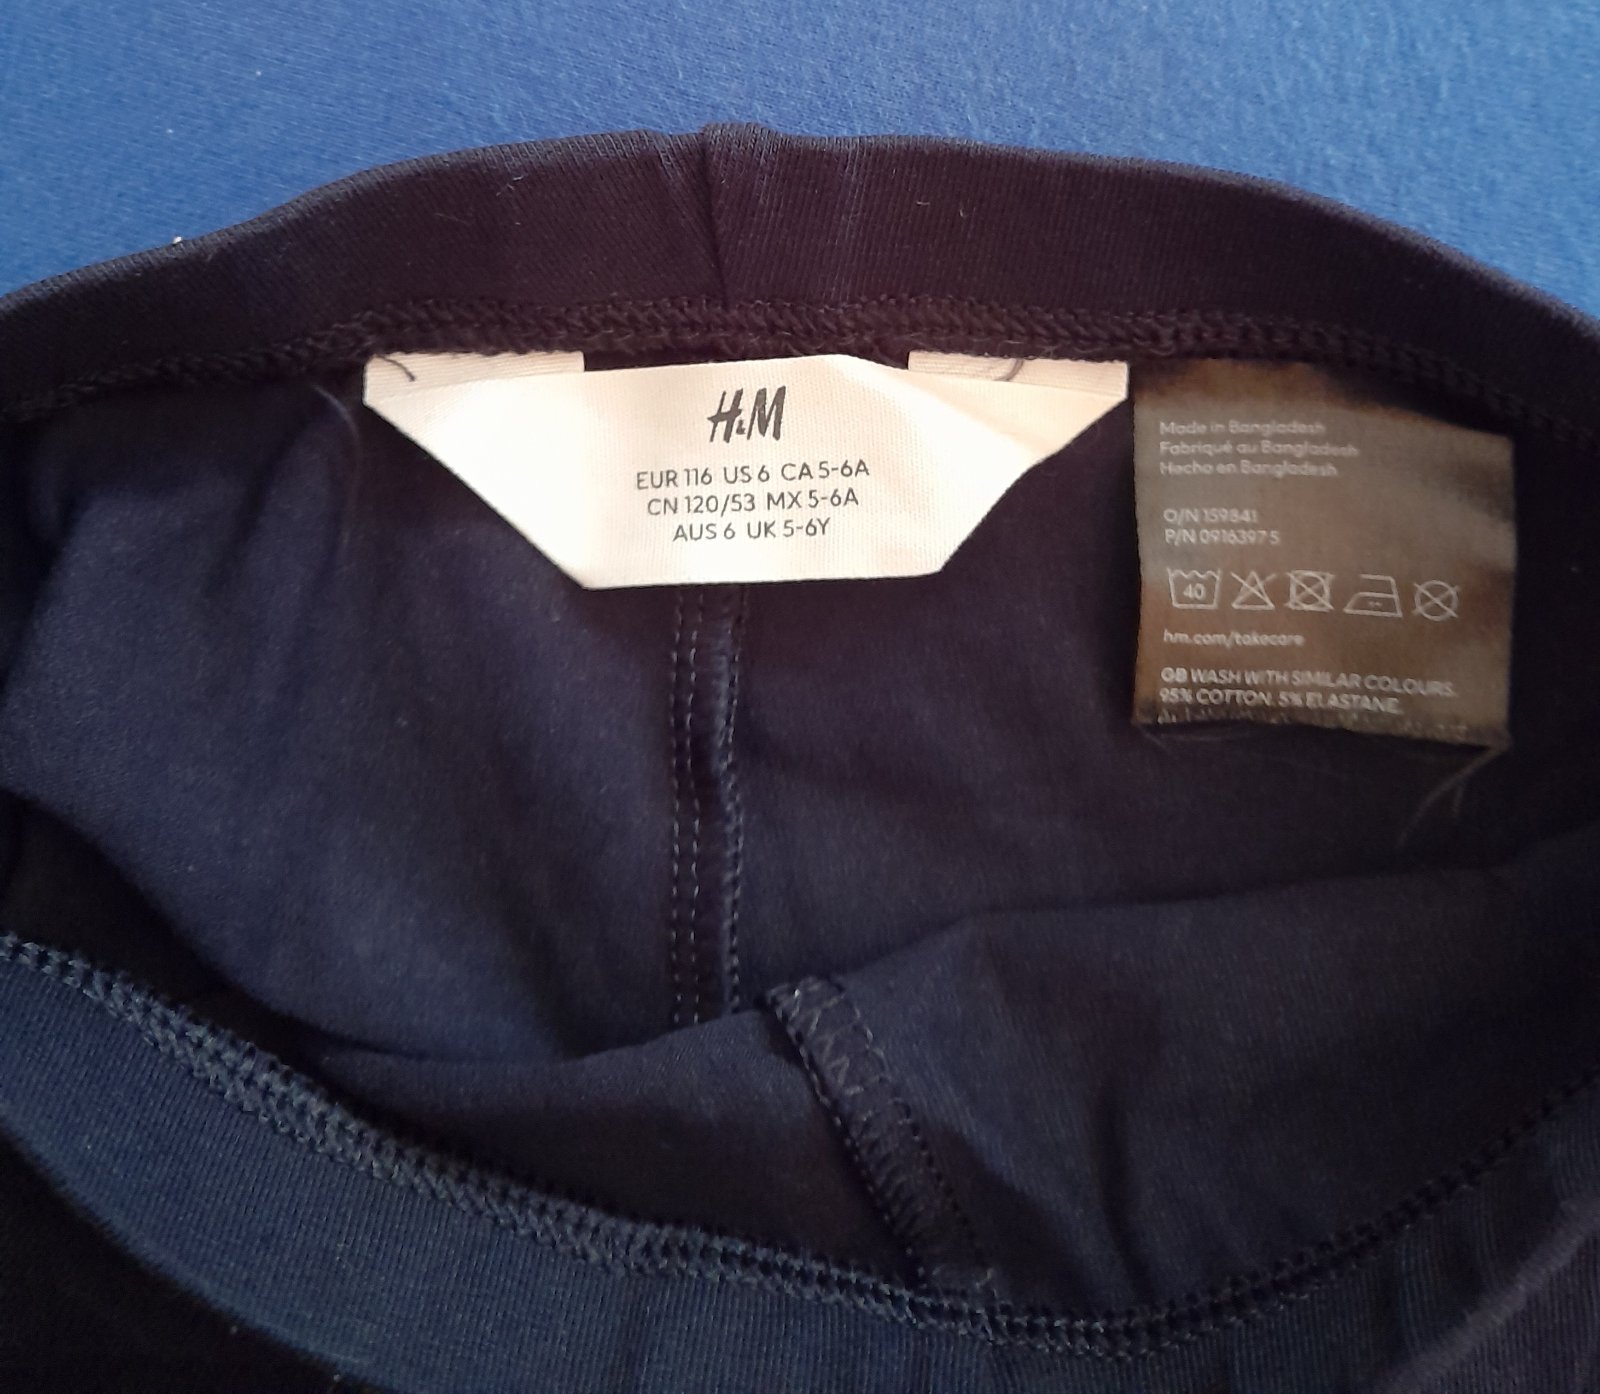 H&M
EUR 116 US 6 CA 5-6A
CN 120/53 MX 5-6A
AUS 6 UK 5-6Y
Made in Bangladesh
Fabriqué au Bangladesh
Hecho en Bangladesh
O/N 159841
P/N 09163975
40
hm.com/takecare
GB WASH WITH SIMILAR COLOURS.
95% COTTON. 5% ELASTANE.